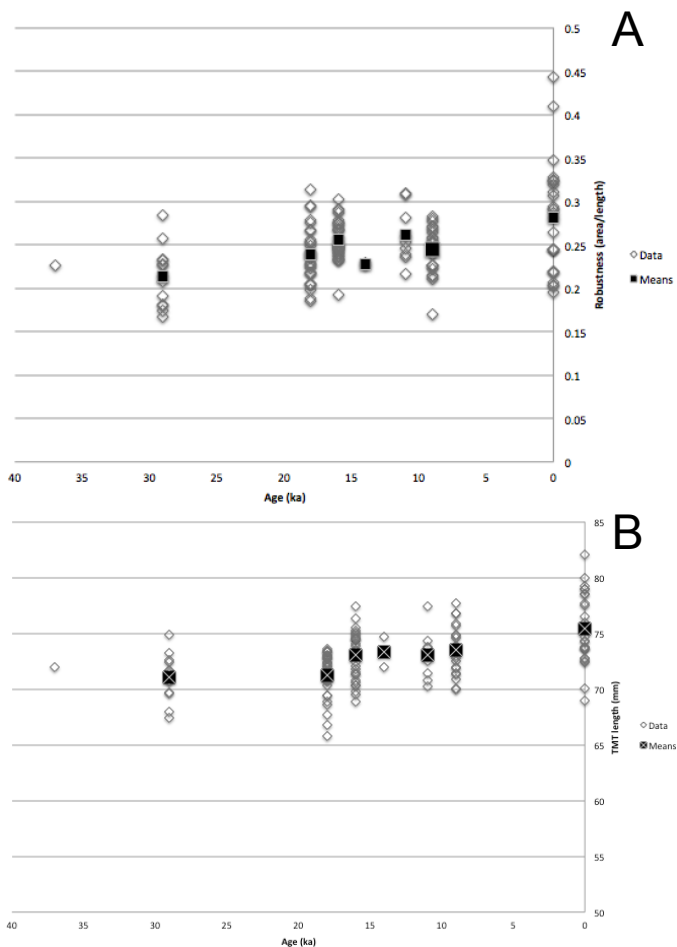 A
0.5
0.45
0.4
0.35
0.3
0.25
0.2
0.15
0.1
0.05
0
Robustness (area/length)
Data
Means
40 35 30 25 20 15 10 5 0
Age (ka)
B
85
80
75
70
65
60
55
50
TMT length (mm)
Data
Means
40 35 30 25 20 15 10 5 0
Age (ka)